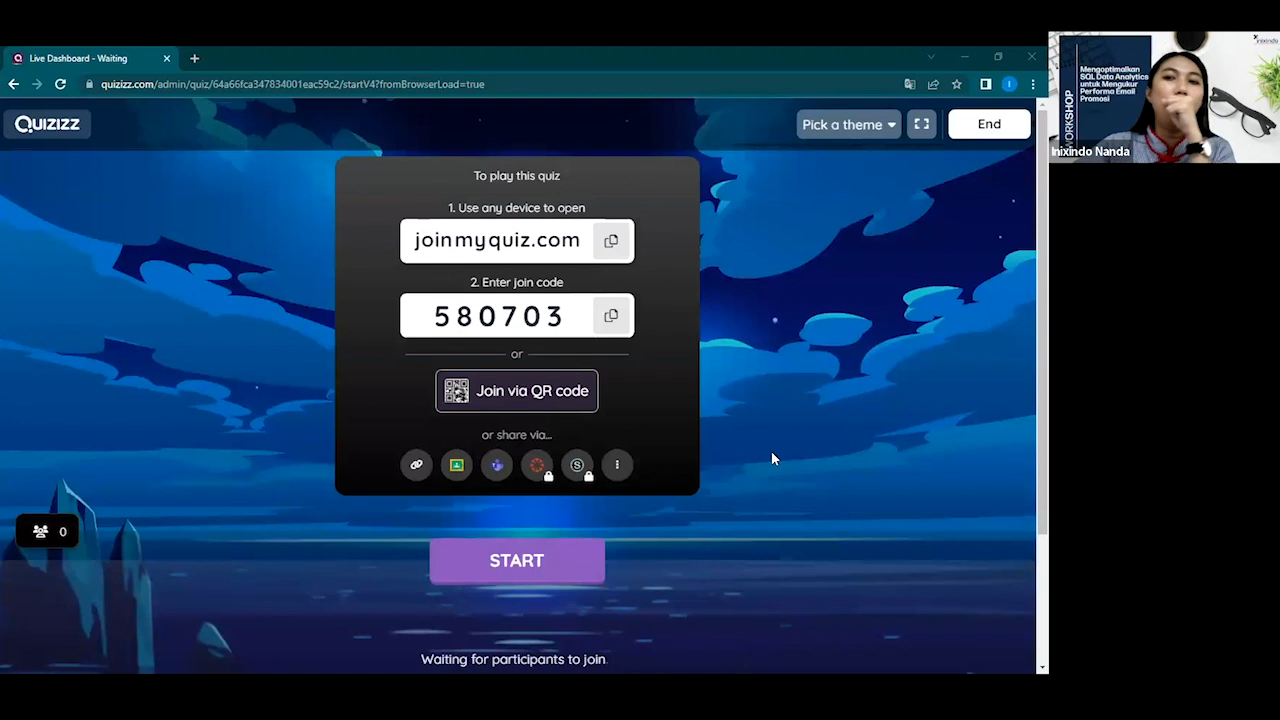 Live Dashboard - Waiting
quizizz.com/admin/quiz/64a66fca347834001eac59c2/startV4?fromBrowserLoad=true
QUIZIZZ
Pick a theme
End
To play this quiz
1. Use any device to open
joinmyquiz.com
2. Enter join code
580703
or
Join via QR code
or share via...
0
START
Waiting for participants to join
inixindo
WORKSHOP
Mengoptimalkan
SQL Data Analytics
untuk Mengukur
Performa Email
Promosi
Inixindo Nanda